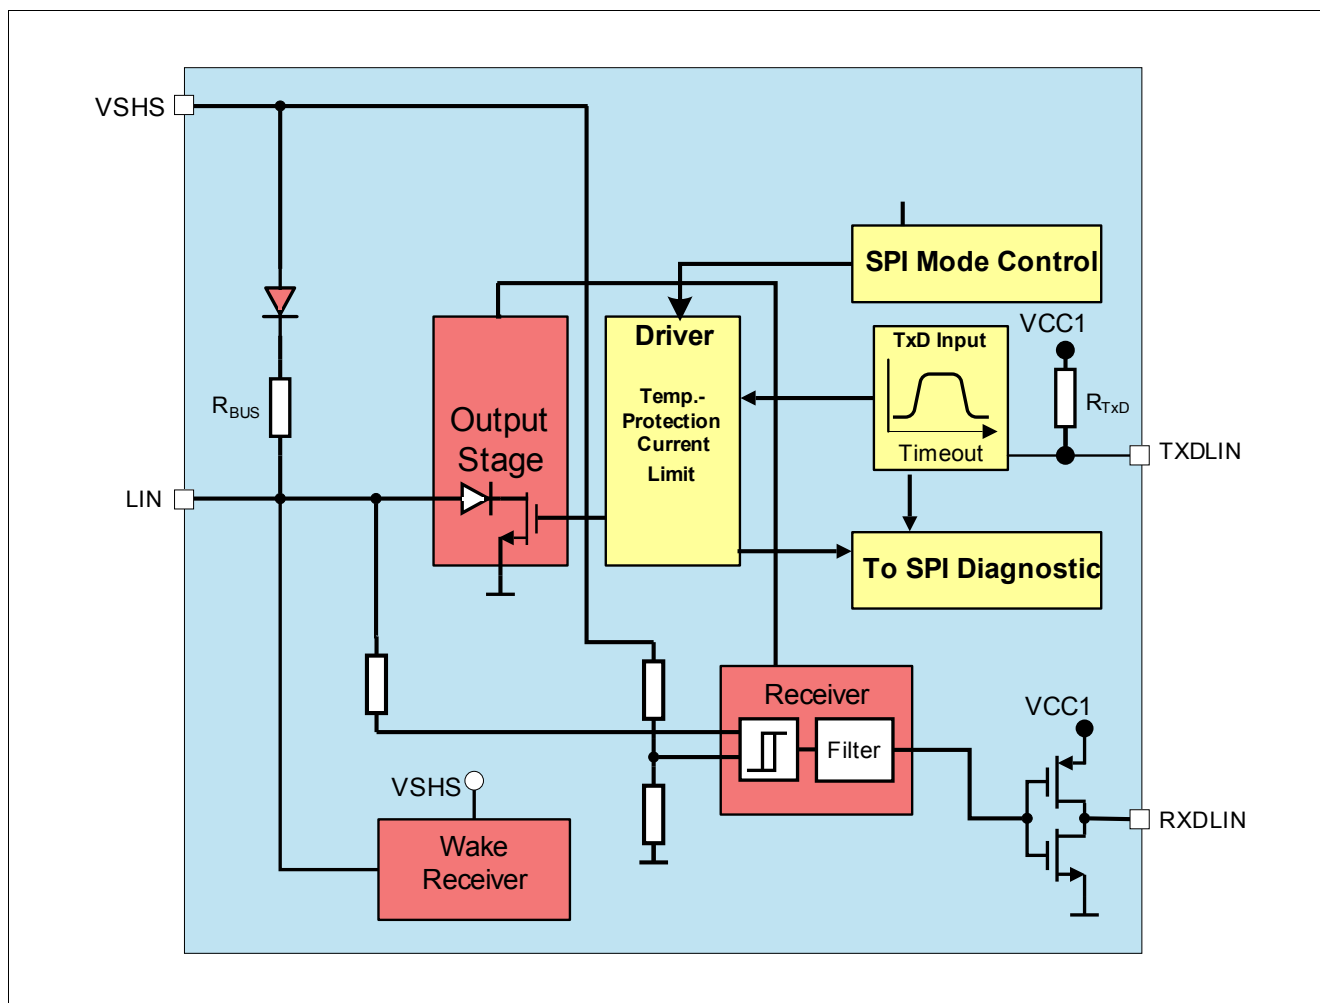 VSHS
SPI Mode Control
VCC1
Driver
TxD Input
Temp.-
Protection
Current
Limit
RBUS
RTxD
Output
Stage
Timeout
TXDLIN
LIN
To SPI Diagnostic
Receiver
VCC1
Filter
VSHS
RXDLIN
Wake
Receiver